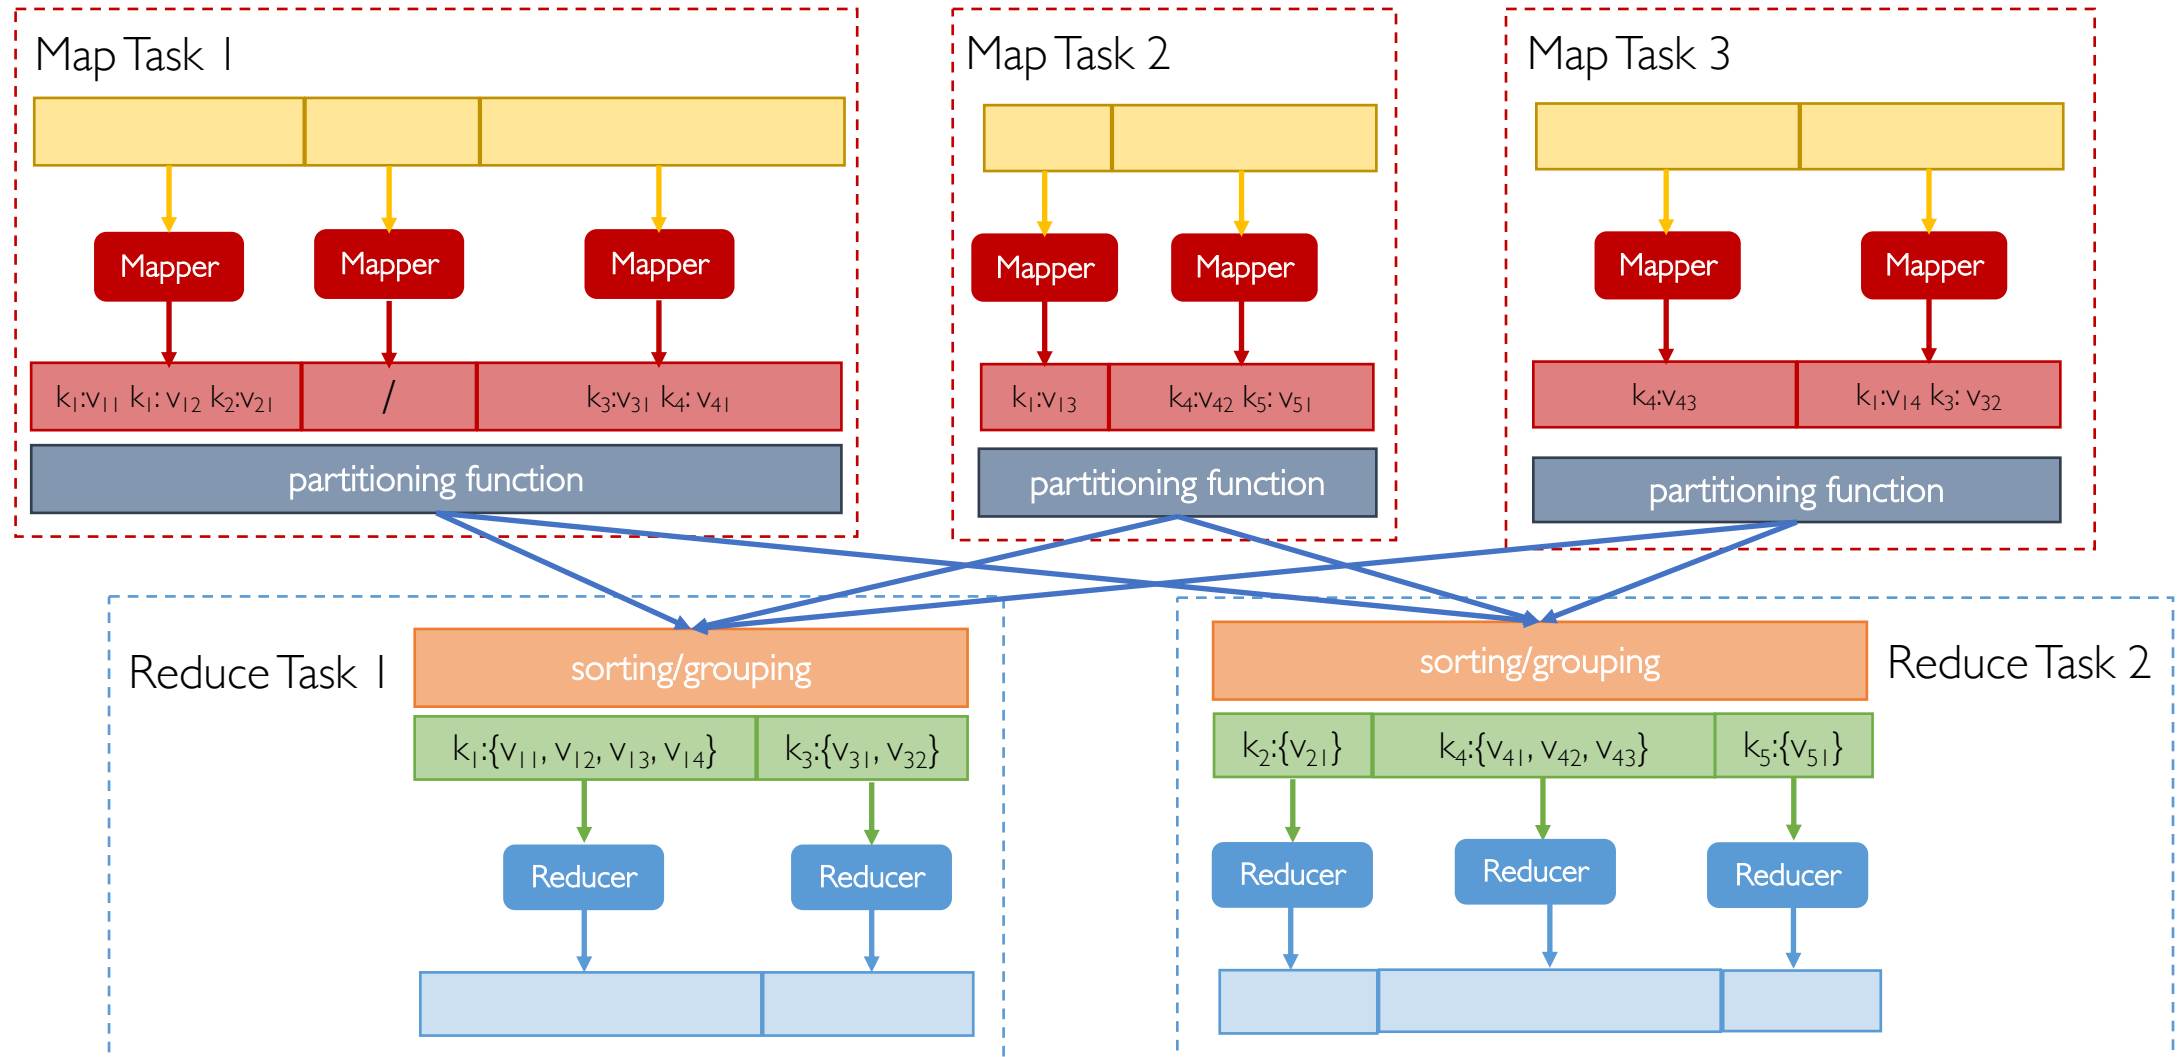 Map Task 1
Map Task 2
Map Task 3
Mapper
Mapper
Mapper
Mapper
Mapper
Mapper
Mapper
k₁:v₁₁ k₁: v₁₂ k₂:v₂₁
/
k₃:v₃₁ k₄: v₄₁
k₁:v₁₃
k₄:v₄₂ k₅: v₅₁
k₄:v₄₃
k₁:v₁₄ k₃: v₃₂
partitioning function
partitioning function
partitioning function
Reduce Task 1
sorting/grouping
sorting/grouping
Reduce Task 2
k₁:{v₁₁, v₁₂, v₁₃, v₁₄}
k₃:{v₃₁, v₃₂}
k₂:{v₂₁}
k₄:{v₄₁, v₄₂, v₄₃}
k₅:{v₅₁}
Reducer
Reducer
Reducer
Reducer
Reducer